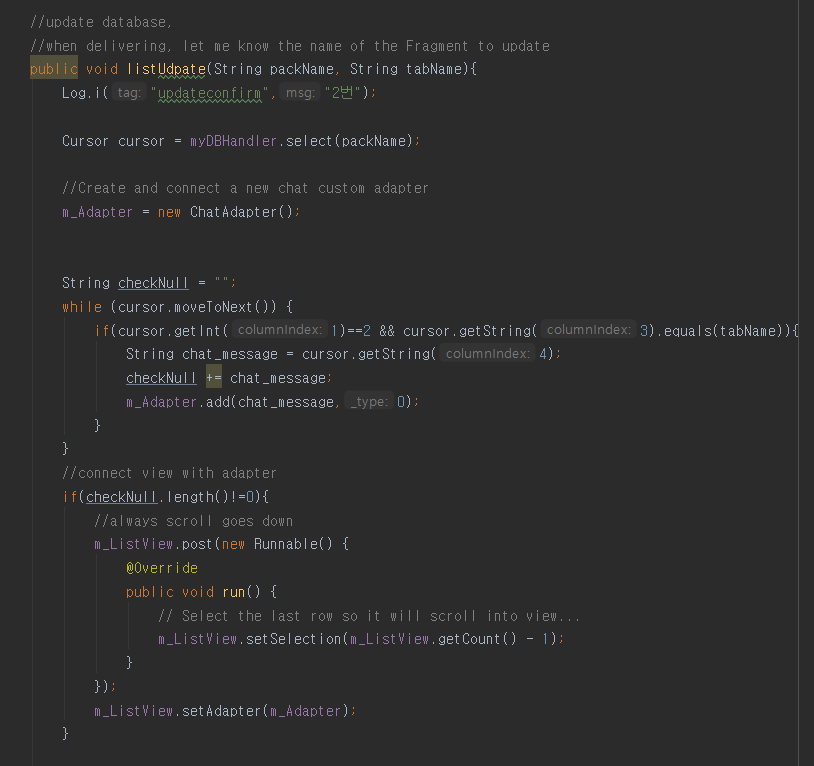 //update database,
//when delivering, let me know the name of the Fragment to update
public void listUdpate(String packName, String tabName){
Log.i( tag: "updateconfirm", msg: "2번");
Cursor cursor = myDBHandler.select(packName);
//Create and connect a new chat custom adapter
m_Adapter = new ChatAdapter();
String checkNull = "";
while (cursor.moveToNext()) {
if(cursor.getInt( columnIndex: 1)==2 && cursor.getString( columnIndex: 3).equals(tabName)){
String chat_message = cursor.getString( columnIndex: 4);
checkNull += chat_message;
m_Adapter.add(chat_message, _type: 0);
}
}
//connect view with adapter
if(checkNull.length()!=0){
//always scroll goes down
m_ListView.post(new Runnable() {
@Override
public void run() {
// Select the last row so it will scroll into view...
m_ListView.setSelection(m_ListView.getCount() - 1);
}
});
m_ListView.setAdapter(m_Adapter);
}